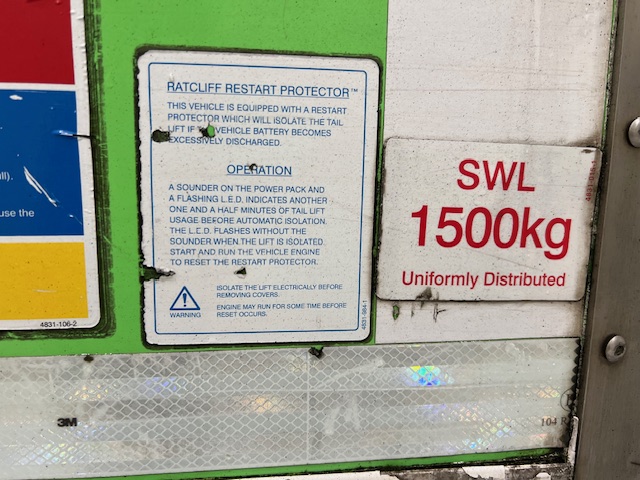 RATCLIFF RESTART PROTECTOR™
THIS VEHICLE IS EQUIPPED WITH A RESTART
PROTECTOR WHICH WILL ISOLATE THE TAIL
LIFT IF VEHICLE BATTERY BECOMES
EXCESSIVELY DISCHARGED.
OPERATION
A SOUNDER ON THE POWER PACK AND
A FLASHING L.E.D. INDICATES ANOTHER
ONE AND A HALF MINUTES OF TAIL LIFT
USAGE BEFORE AUTOMATIC ISOLATION.
THE L.E.D. FLASHES WITHOUT THE
SOUNDER WHEN THE LIFT IS ISOLATED.
START AND RUN THE VEHICLE ENGINE
TO RESET THE RESTART PROTECTOR.
WARNING
ISOLATE THE LIFT ELECTRICALLY BEFORE
REMOVING COVERS.
ENGINE MAY RUN FOR SOME TIME BEFORE
RESET OCCURS.
SWL
1500kg
Uniformly Distributed
ll).
use the
4831-106-2
3M
104 R